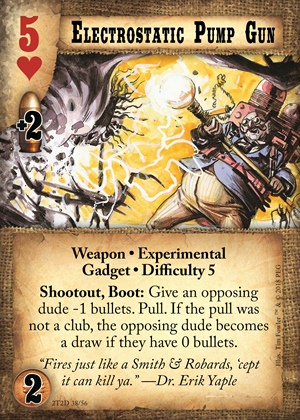 5
ELECTROSTATIC PUMP GUN
+2
Weapon • Experimental
Gadget • Difficulty 5
Shootout, Boot: Give an opposing
dude -1 bullets. Pull. If the pull was
not a club, the opposing dude becomes
a draw if they have 0 bullets.
"Fires just like a Smith & Robards, 'cept
it can kill ya." —Dr. Erik Yaple
2
2T2D 38/56